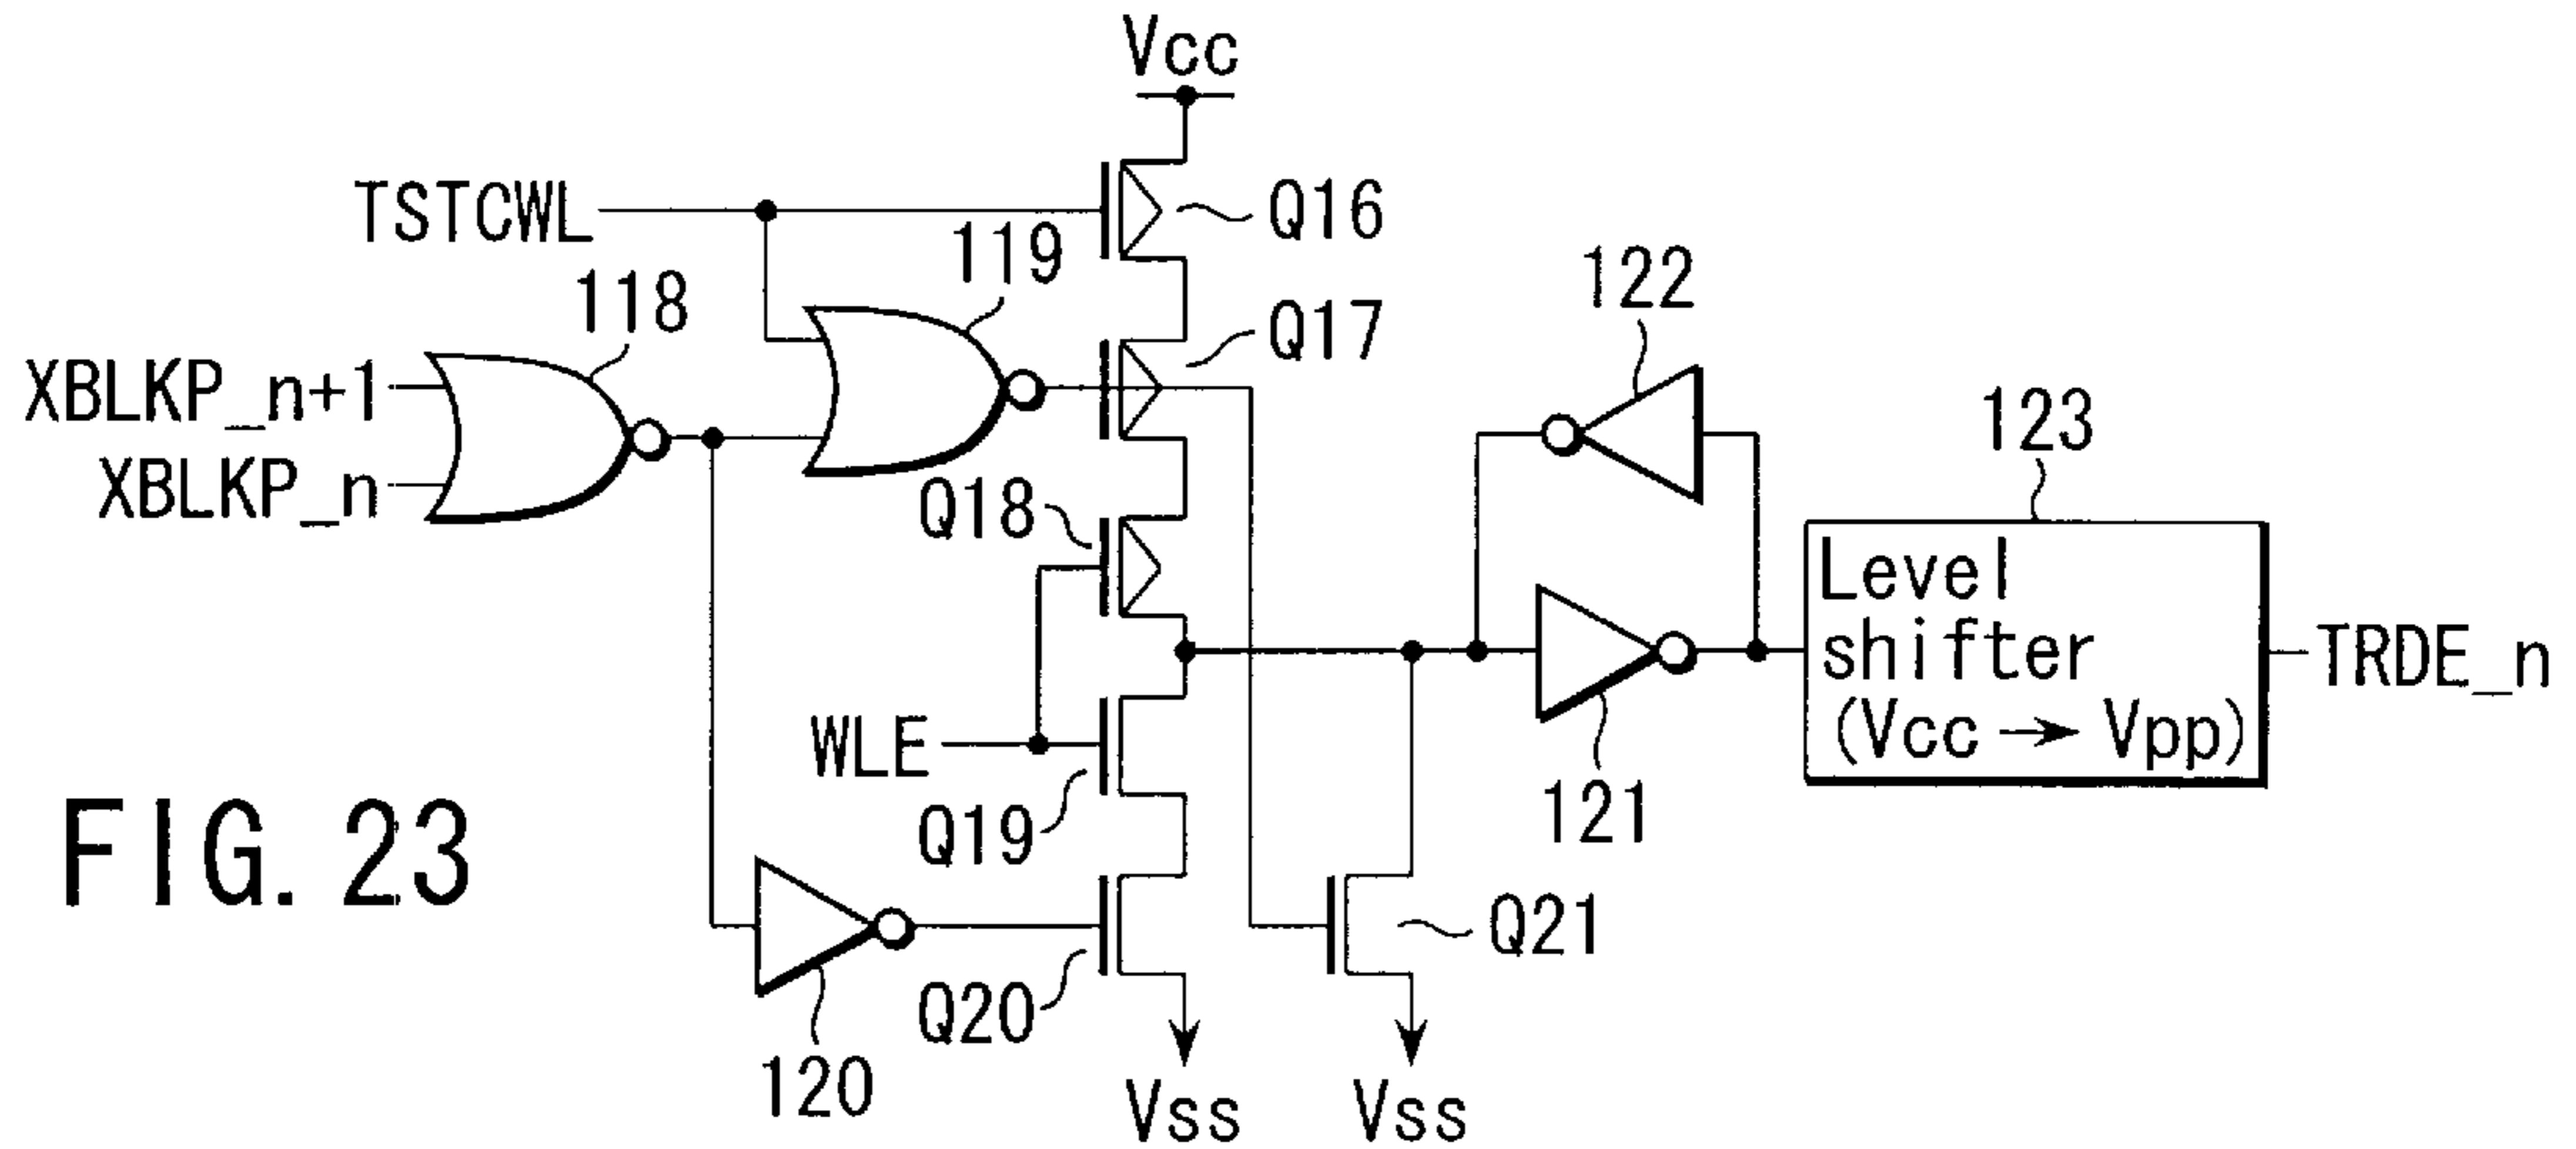 Vcc
TSTCWL
Q16
119
118
Q17
122
XBLKP_n+1
123
XBLKP_n
Q18
Level
shifter
(Vcc → Vpp)
TRDE_n
WLE
121
Q19
FIG. 23
Q21
Q20
120
Vss
Vss